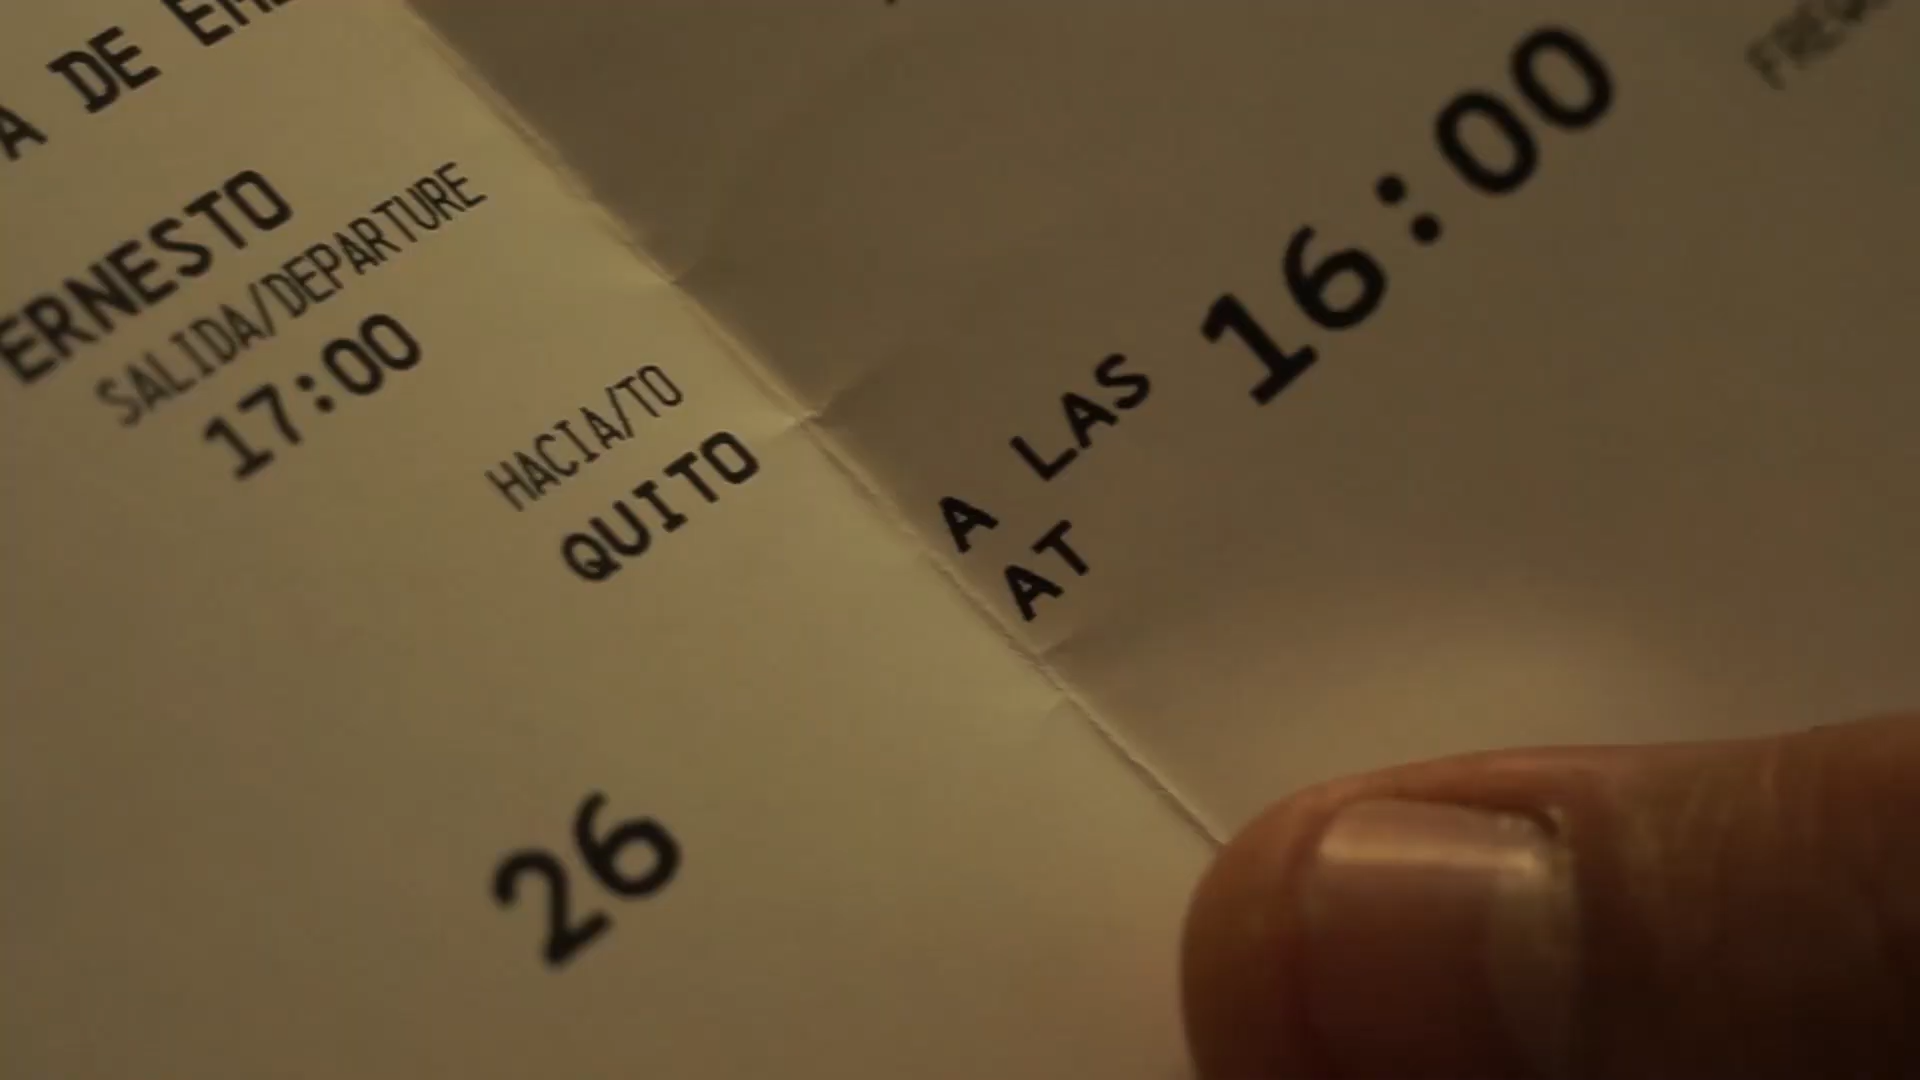 A DE
ERNESTO
SALIDA/DEPARTURE
17:00
HACIA/TO
QUITO
26
A LAS 16:00
AT